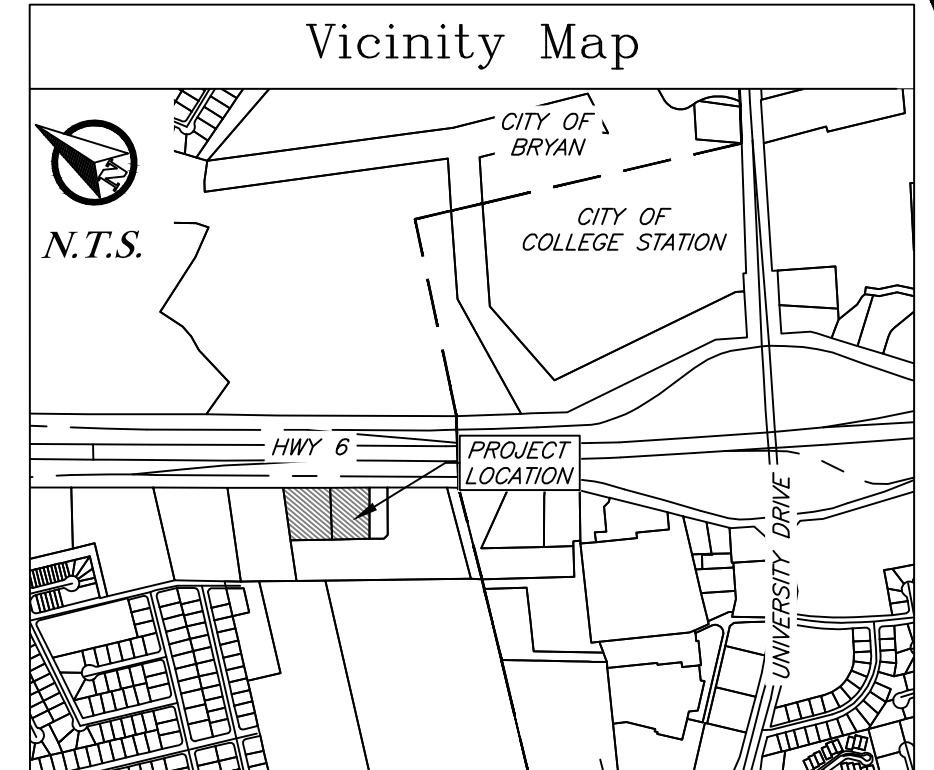 Vicinity Map
CITY OF
BRYAN
N
N.T.S.
CITY OF
COLLEGE STATION
HWY 6
PROJECT
LOCATION
UNIVERSITY DRIVE